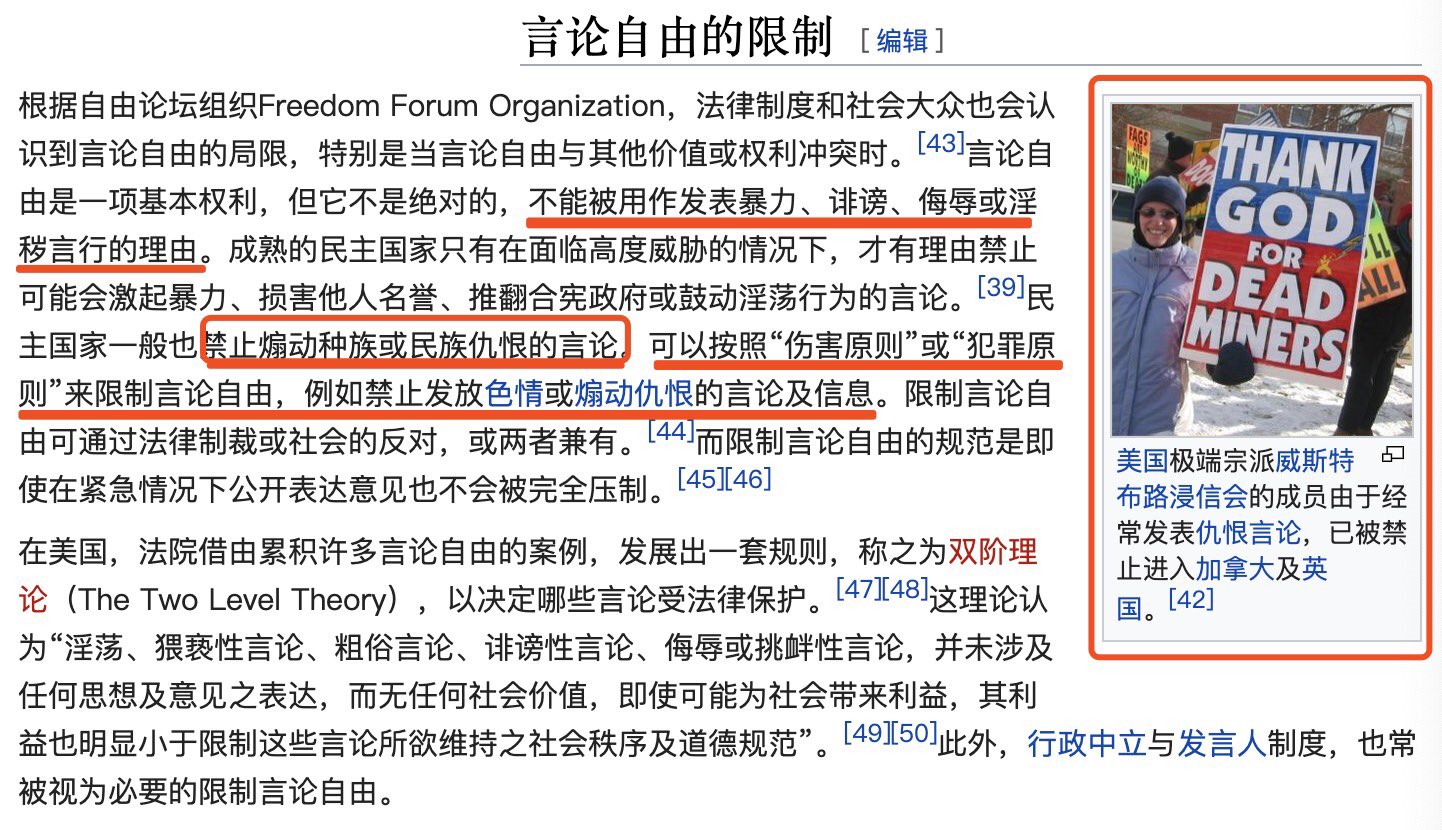 言论自由的限制 [编辑]
根据自由论坛组织Freedom Forum Organization，法律制度和社会大众也会认
识到言论自由的局限，特别是当言论自由与其他价值或权利冲突时。[43]言论自
由是一项基本权利，但它不是绝对的，不能被用作发表暴力、诽谤、侮辱或淫
秽言行的理由。成熟的民主国家只有在面临高度威胁的情况下，才有理由禁止
可能会激起暴力、损害他人名誉、推翻合宪政府或鼓动淫荡行为的言论。[39]民
主国家一般也禁止煽动种族或民族仇恨的言论。可以按照“伤害原则”或“犯罪原
则”来限制言论自由，例如禁止发放色情或煽动仇恨的言论及信息。限制言论自
由可通过法律制裁或社会的反对，或两者兼有。[44]而限制言论自由的规范是即
使在紧急情况下公开表达意见也不会被完全压制。[45][46]
在美国，法院借由累积许多言论自由的案例，发展出一套规则，称之为双阶理
论（The Two Level Theory），以决定哪些言论受法律保护。[47][48]这理论认
为“淫荡、猥亵性言论、粗俗言论、诽谤性言论、侮辱或挑衅性言论，并未涉及
任何思想及意见之表达，而无任何社会价值，即使可能为社会带来利益，其利
益也明显小于限制这些言论所欲维持之社会秩序及道德规范”。[49][50]此外，行政中立与发言人制度，也常
被视为必要的限制言论自由。
FAGS
ARE
WORTHY
OF
DEATH
THANK
GOD
FOR
DEAD
MINERS
ALL
美国极端宗派威斯特
布路浸信会的成员由于经
常发表仇恨言论，已被禁
止进入加拿大及英
国。[42]